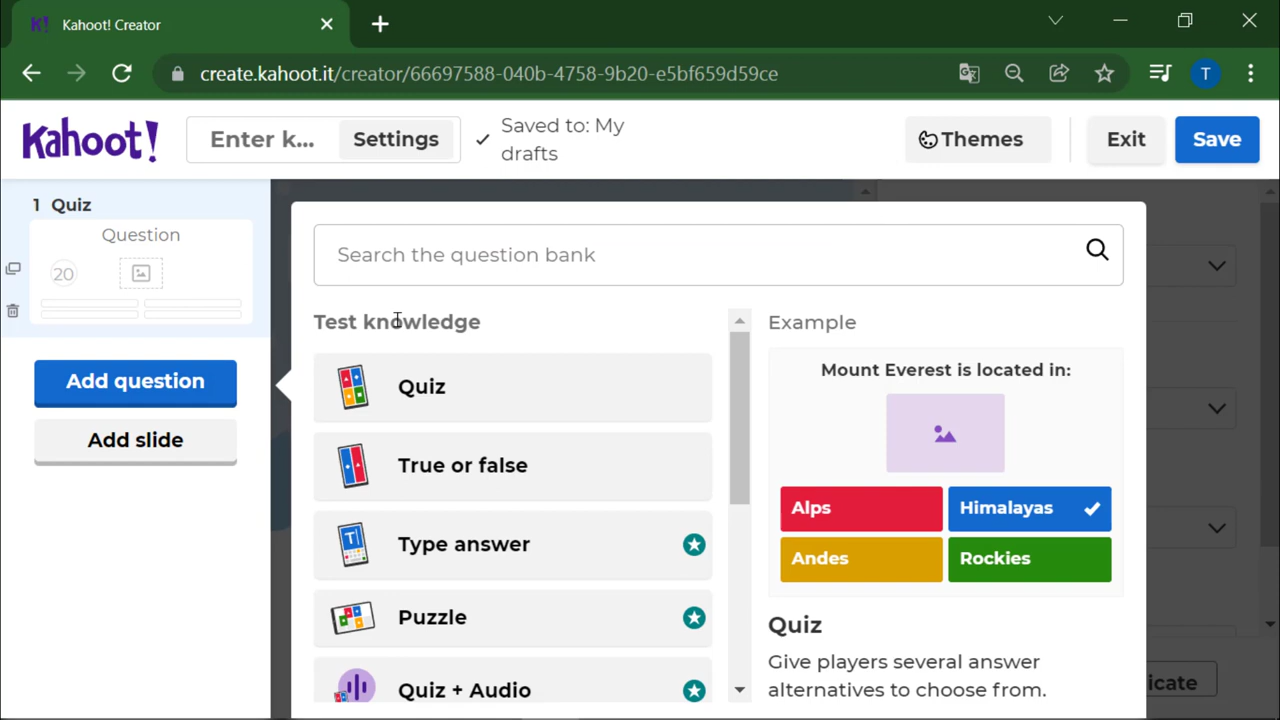 Kahoot! Creator
create.kahoot.it/creator/66697588-040b-4758-9b20-e5bf659d59ce
T
Kahoot!
Enter k...
Settings
Saved to: My
drafts
Themes
Exit
Save
1 Quiz
Question
20
Add question
Add slide
Search the question bank
Test knowledge
Quiz
True or false
Type answer
Puzzle
Quiz + Audio
Example
Mount Everest is located in:
Alps
Himalayas
Andes
Rockies
Quiz
Give players several answer
alternatives to choose from.
icate